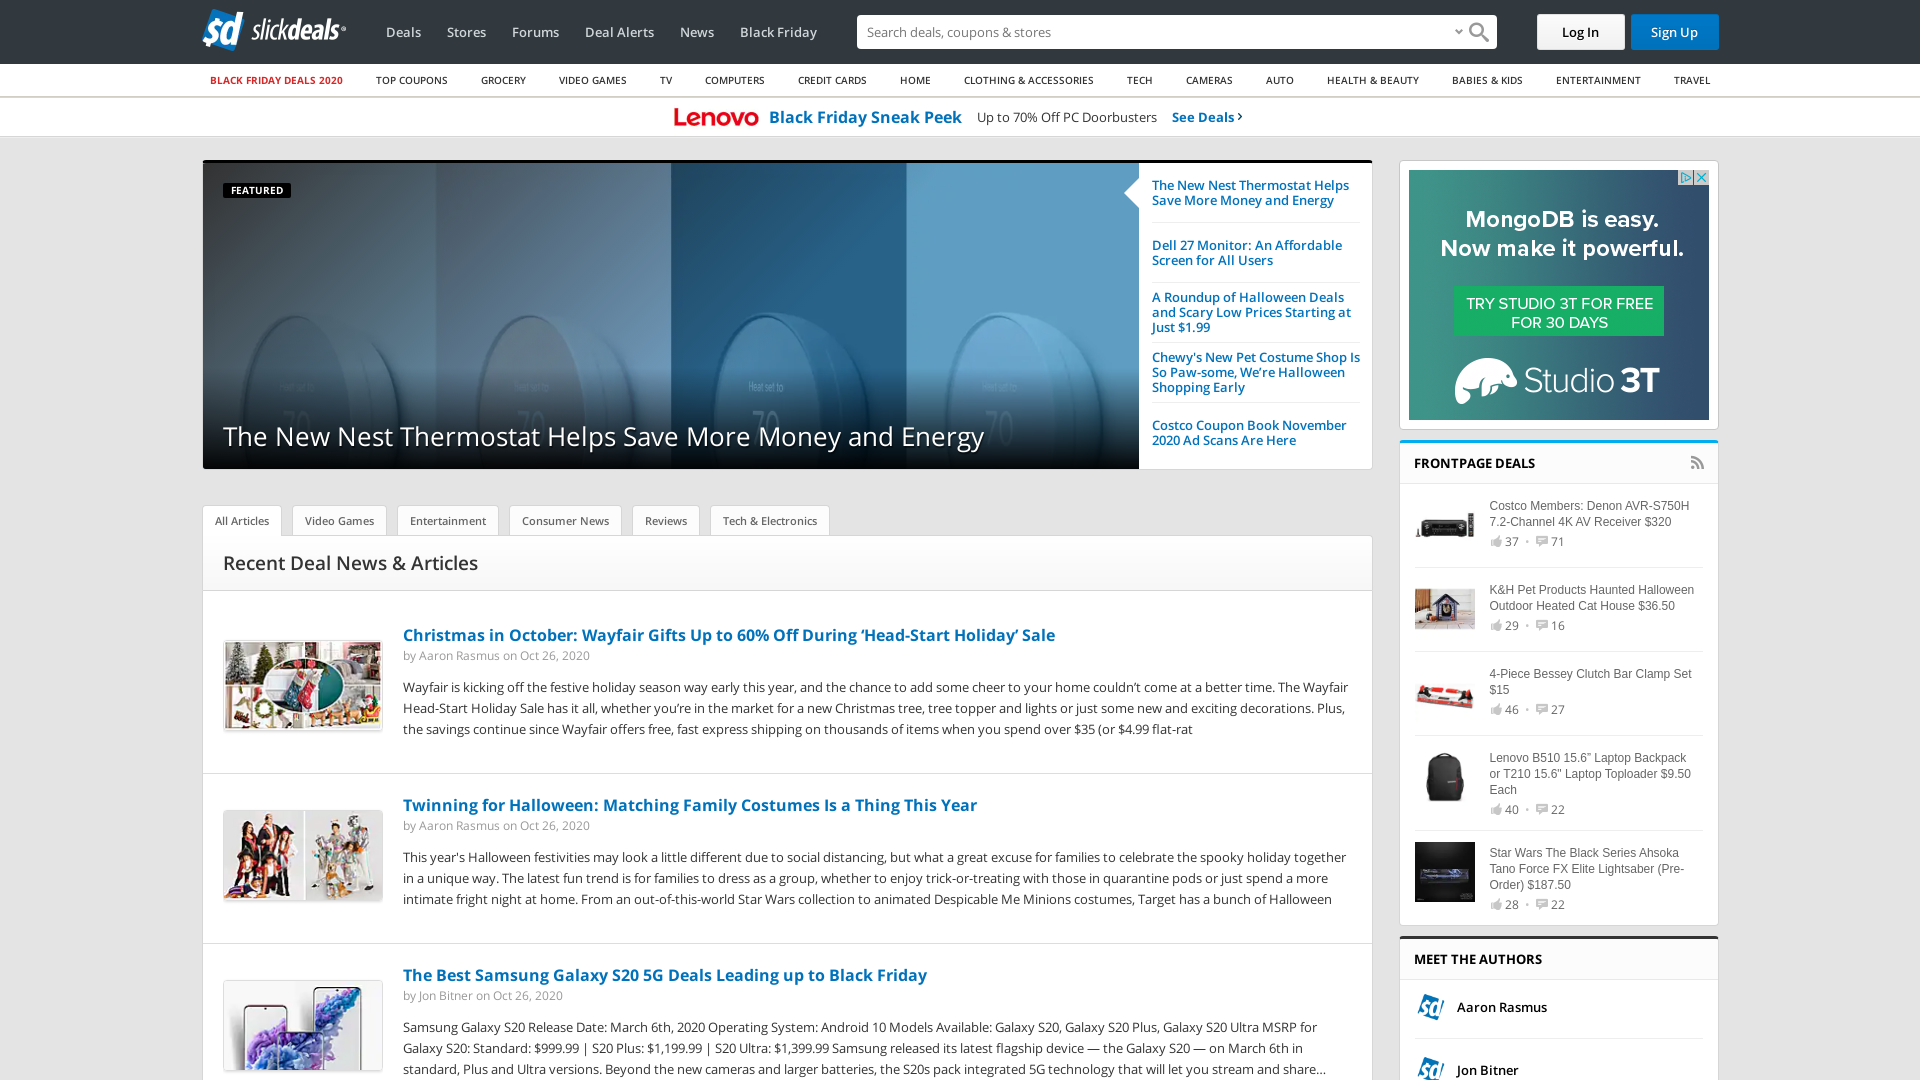 slickdeals
Deals
Stores
Forums
Deal Alerts
News
Black Friday
Search deals, coupons & stores
Log In
Sign Up
BLACK FRIDAY DEALS 2020
TOP COUPONS
GROCERY
VIDEO GAMES
TV
COMPUTERS
CREDIT CARDS
HOME
CLOTHING & ACCESSORIES
TECH
CAMERAS
AUTO
HEALTH & BEAUTY
BABIES & KIDS
ENTERTAINMENT
TRAVEL
Lenovo Black Friday Sneak Peek Up to 70% Off PC Doorbusters See Deals
FEATURED
Heat set to
70
The New Nest Thermostat Helps Save More Money and Energy
The New Nest Thermostat Helps
Save More Money and Energy
Dell 27 Monitor: An Affordable
Screen for All Users
A Roundup of Halloween Deals
and Scary Low Prices Starting at
Just $1.99
Chewy's New Pet Costume Shop Is
So Paw-some, We’re Halloween
Shopping Early
Costco Coupon Book November
2020 Ad Scans Are Here
All Articles
Video Games
Entertainment
Consumer News
Reviews
Tech & Electronics
Recent Deal News & Articles
Christmas in October: Wayfair Gifts Up to 60% Off During ‘Head-Start Holiday’ Sale
by Aaron Rasmus on Oct 26, 2020
Wayfair is kicking off the festive holiday season way early this year, and the chance to add some cheer to your home couldn’t come at a better time. The Wayfair
Head-Start Holiday Sale has it all, whether you’re in the market for a new Christmas tree, tree topper and lights or just some new and exciting decorations. Plus,
the savings continue since Wayfair offers free, fast express shipping on thousands of items when you spend over $35 (or $4.99 flat-rat
Twinning for Halloween: Matching Family Costumes Is a Thing This Year
by Aaron Rasmus on Oct 26, 2020
This year's Halloween festivities may look a little different due to social distancing, but what a great excuse for families to celebrate the spooky holiday together
in a unique way. The latest fun trend is for families to dress as a group, whether to enjoy trick-or-treating with those in quarantine pods or just spend a more
intimate fright night at home. From an out-of-this-world Star Wars collection to animated Despicable Me Minions costumes, Target has a bunch of Halloween
The Best Samsung Galaxy S20 5G Deals Leading up to Black Friday
by Jon Bitner on Oct 26, 2020
Samsung Galaxy S20 Release Date: March 6th, 2020 Operating System: Android 10 Models Available: Galaxy S20, Galaxy S20 Plus, Galaxy S20 Ultra MSRP for
Galaxy S20: Standard: $999.99 | S20 Plus: $1,199.99 | S20 Ultra: $1,399.99 Samsung released its latest flagship device — the Galaxy S20 — on March 6th in
standard, Plus and Ultra versions. Beyond the new cameras and larger batteries, the S20s pack integrated 5G technology that will let you stream and share…
MongoDB is easy.
Now make it powerful.
TRY STUDIO 3T FOR FREE
FOR 30 DAYS
Studio 3T
FRONTPAGE DEALS
Costco Members: Denon AVR-S750H
7.2-Channel 4K AV Receiver $320
37 • 71
K&H Pet Products Haunted Halloween
Outdoor Heated Cat House $36.50
29 • 16
4-Piece Bessey Clutch Bar Clamp Set
$15
46 • 27
Lenovo B510 15.6” Laptop Backpack
or T210 15.6" Laptop Toploader $9.50
Each
40 • 22
Star Wars The Black Series Ahsoka
Tano Force FX Elite Lightsaber (Pre-
Order) $187.50
28 • 22
MEET THE AUTHORS
sd Aaron Rasmus
sd Jon Bitner